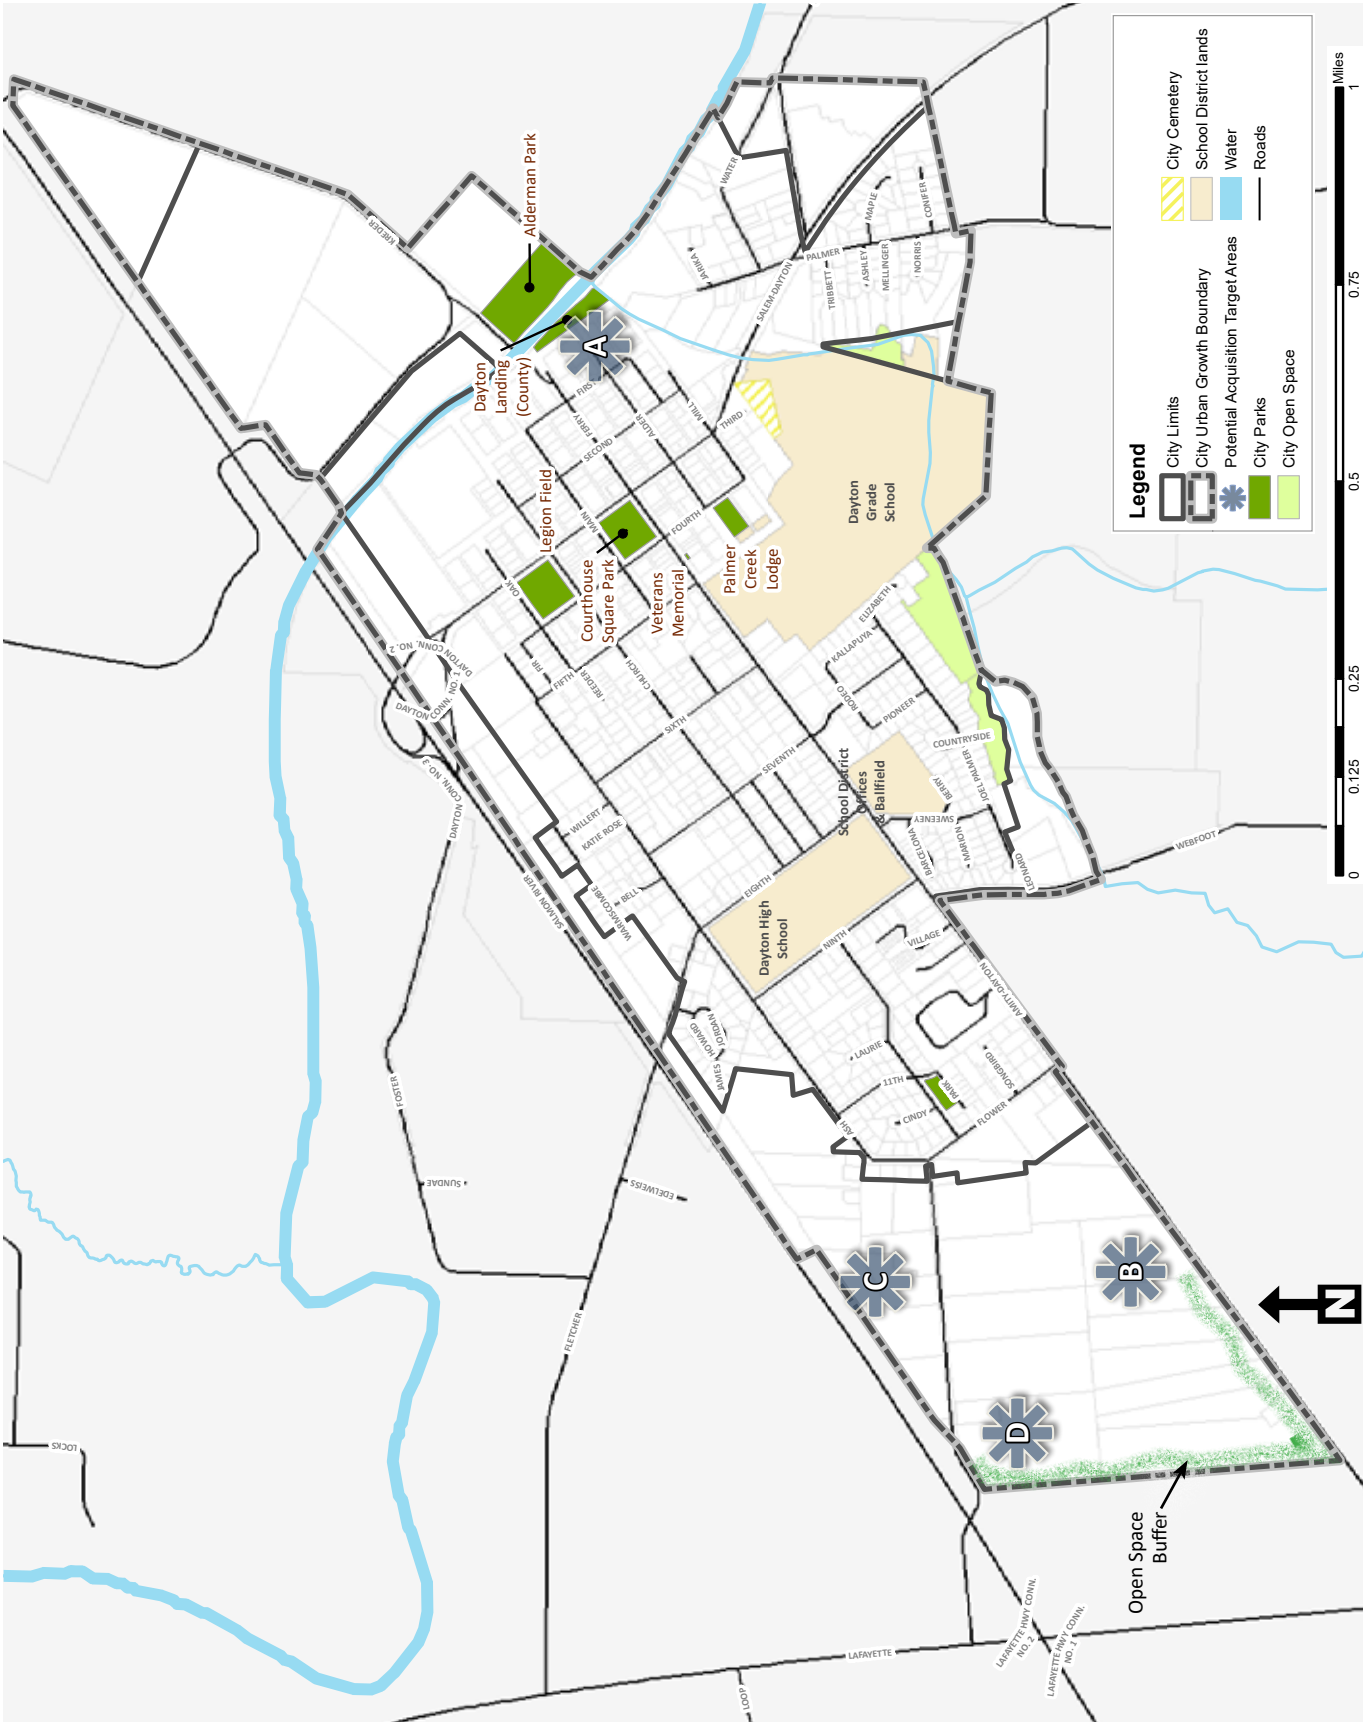 Alderman Park
Dayton
Landing
(County)
Legion Field
Courthouse
Square Park
Veterans
Memorial
Palmer
Creek
Lodge
Dayton
Grade
School
School District
Offices
& Ballfield
Dayton High
School
Open Space
Buffer
A
B
C
D
N
KREDER
WATER
JARIKA
PALMER
SALEM-DAYTON
TRIBBETT
ASHLEY
MAPLE
MELLINGER
NORRIS
CONIFER
FIRST
FERRY
SECOND
ALDER
MILL
THIRD
MAIN
FOURTH
OAK
FIR
FIFTH
REEDER
CHURCH
SIXTH
SEVENTH
EIGHTH
NINTH
ELIZABETH
KALLAPUYA
RODEO
PIONEER
COUNTRYSIDE
JOEL PALMER
BERRY
SWEENEY
MARION
BARCELONA
LEONARD
WEBFOOT
WILLERT
KATIE ROSE
BELL
WARMSCOMBE
SALMON RIVER
DAYTON CONN. NO. 2
DAYTON
CONN. NO. 1
DAYTON
CONN. NO. 3
JORDAN
HOWARD
JAMES
LAURIE
11TH
CINDY
ASH
PARK
FLOWER
SONGBIRD
VILLAGE
AMITY-DAYTON
FOSTER
SUNDAE
EDELWEISS
FLETCHER
LOCKS
LAFAYETTE
LOOP
LAFAYETTE HWY CONN.
NO. 2
LAFAYETTE HWY CONN.
NO. 1
Legend
City Limits
City Urban Growth Boundary
Potential Acquisition Target Areas
City Parks
City Open Space
City Cemetery
School District lands
Water
Roads
0 0.125 0.25 0.5 0.75 1
Miles